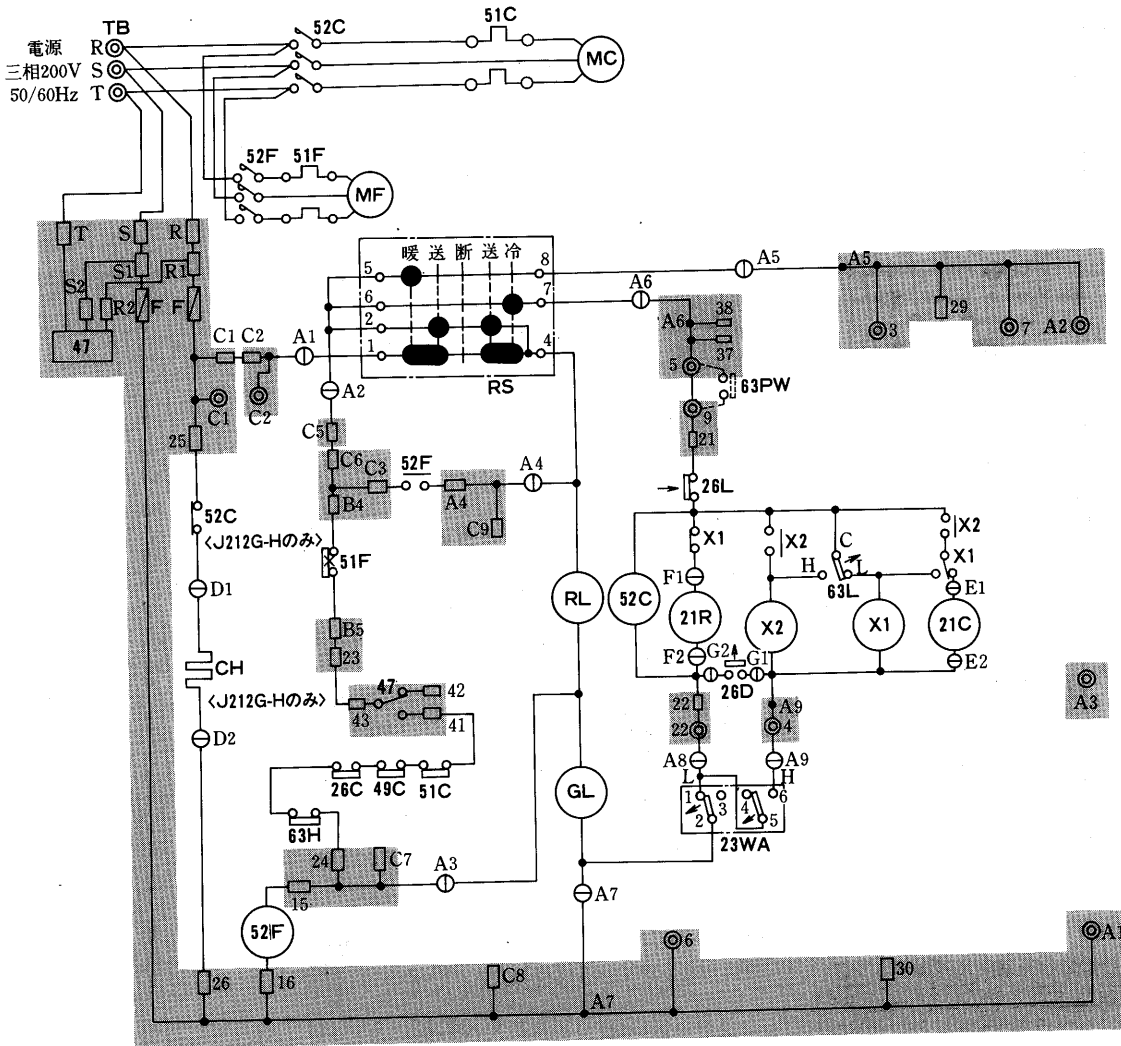 TB
電源 R
三相200V S
50/60Hz T
52C
51C
MC
52F
51F
MF
T
S
R
S2
S1
R1
R2
F
F
47
C1
C2
A1
C1
C2
25
暖 送 断 送 冷
5
8
6
7
2
1
4
RS
A5
A5
3
29
7
A2
A6
A6
38
37
5
63PW
9
21
26L
A2
C5
C6
C3
52F
A4
A4
C9
B4
51F
B5
23
43
47
42
41
26C
49C
51C
63H
24
C7
A3
15
52F
16
52C
〈J212G-Hのみ〉
D1
CH
〈J212G-Hのみ〉
D2
26
RL
GL
A7
52C
X1
F1
21R
F2
X2
X2
H
C
L
63L
X1
X2
X1
E1
21C
E2
G2
G1
26D
22
22
A9
4
A8
A9
L
H
1
3
2
4
6
5
23WA
A3
C8
A7
6
30
A1